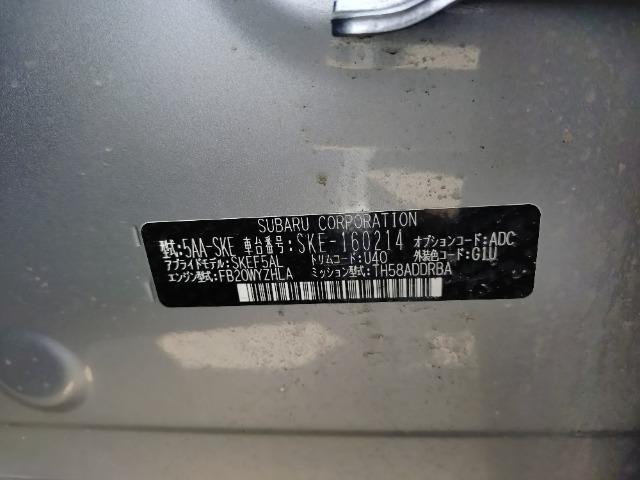 SUBARU CORPORATION
型式:5AA-SKE 車台番号:SKE-160214 オプションコード:ADC
アプライドモデル:SKEF5AL トリムコード:U40 外装色コード:G1U
エンジン型式:FB20WYZHLA ミッション型式:TH58ADDRBA